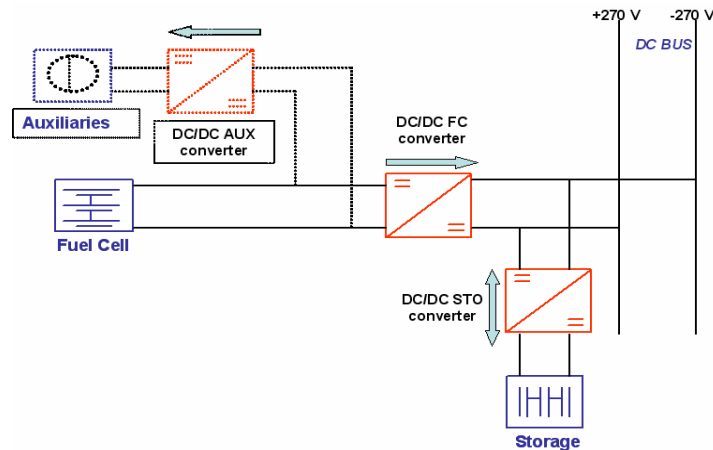 +270 V -270 V
DC BUS
Auxiliaries
DC/DC AUX
converter
DC/DC FC
converter
Fuel Cell
DC/DC STO
converter
Storage